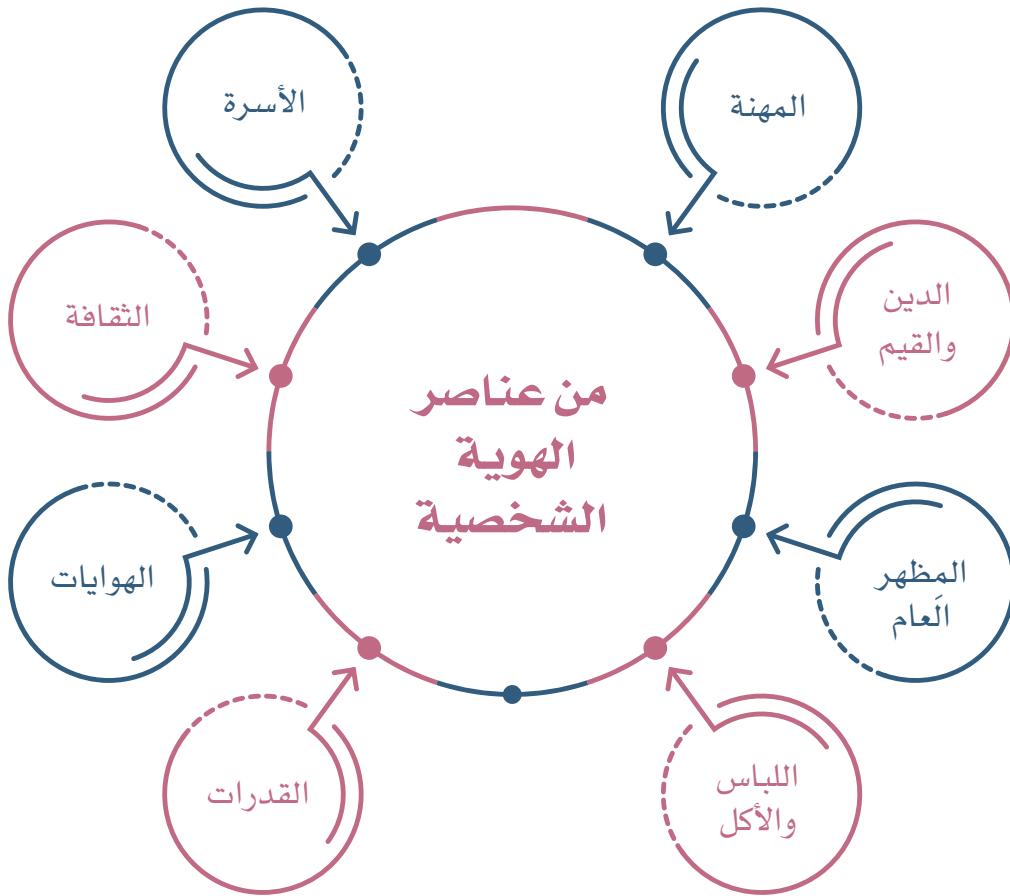 من عناصر
الهوية
الشخصية
المهنة
الدين
والقيم
المظهر
العام
اللباس
والأكل
القدرات
الهوايات
الثقافة
الأسرة